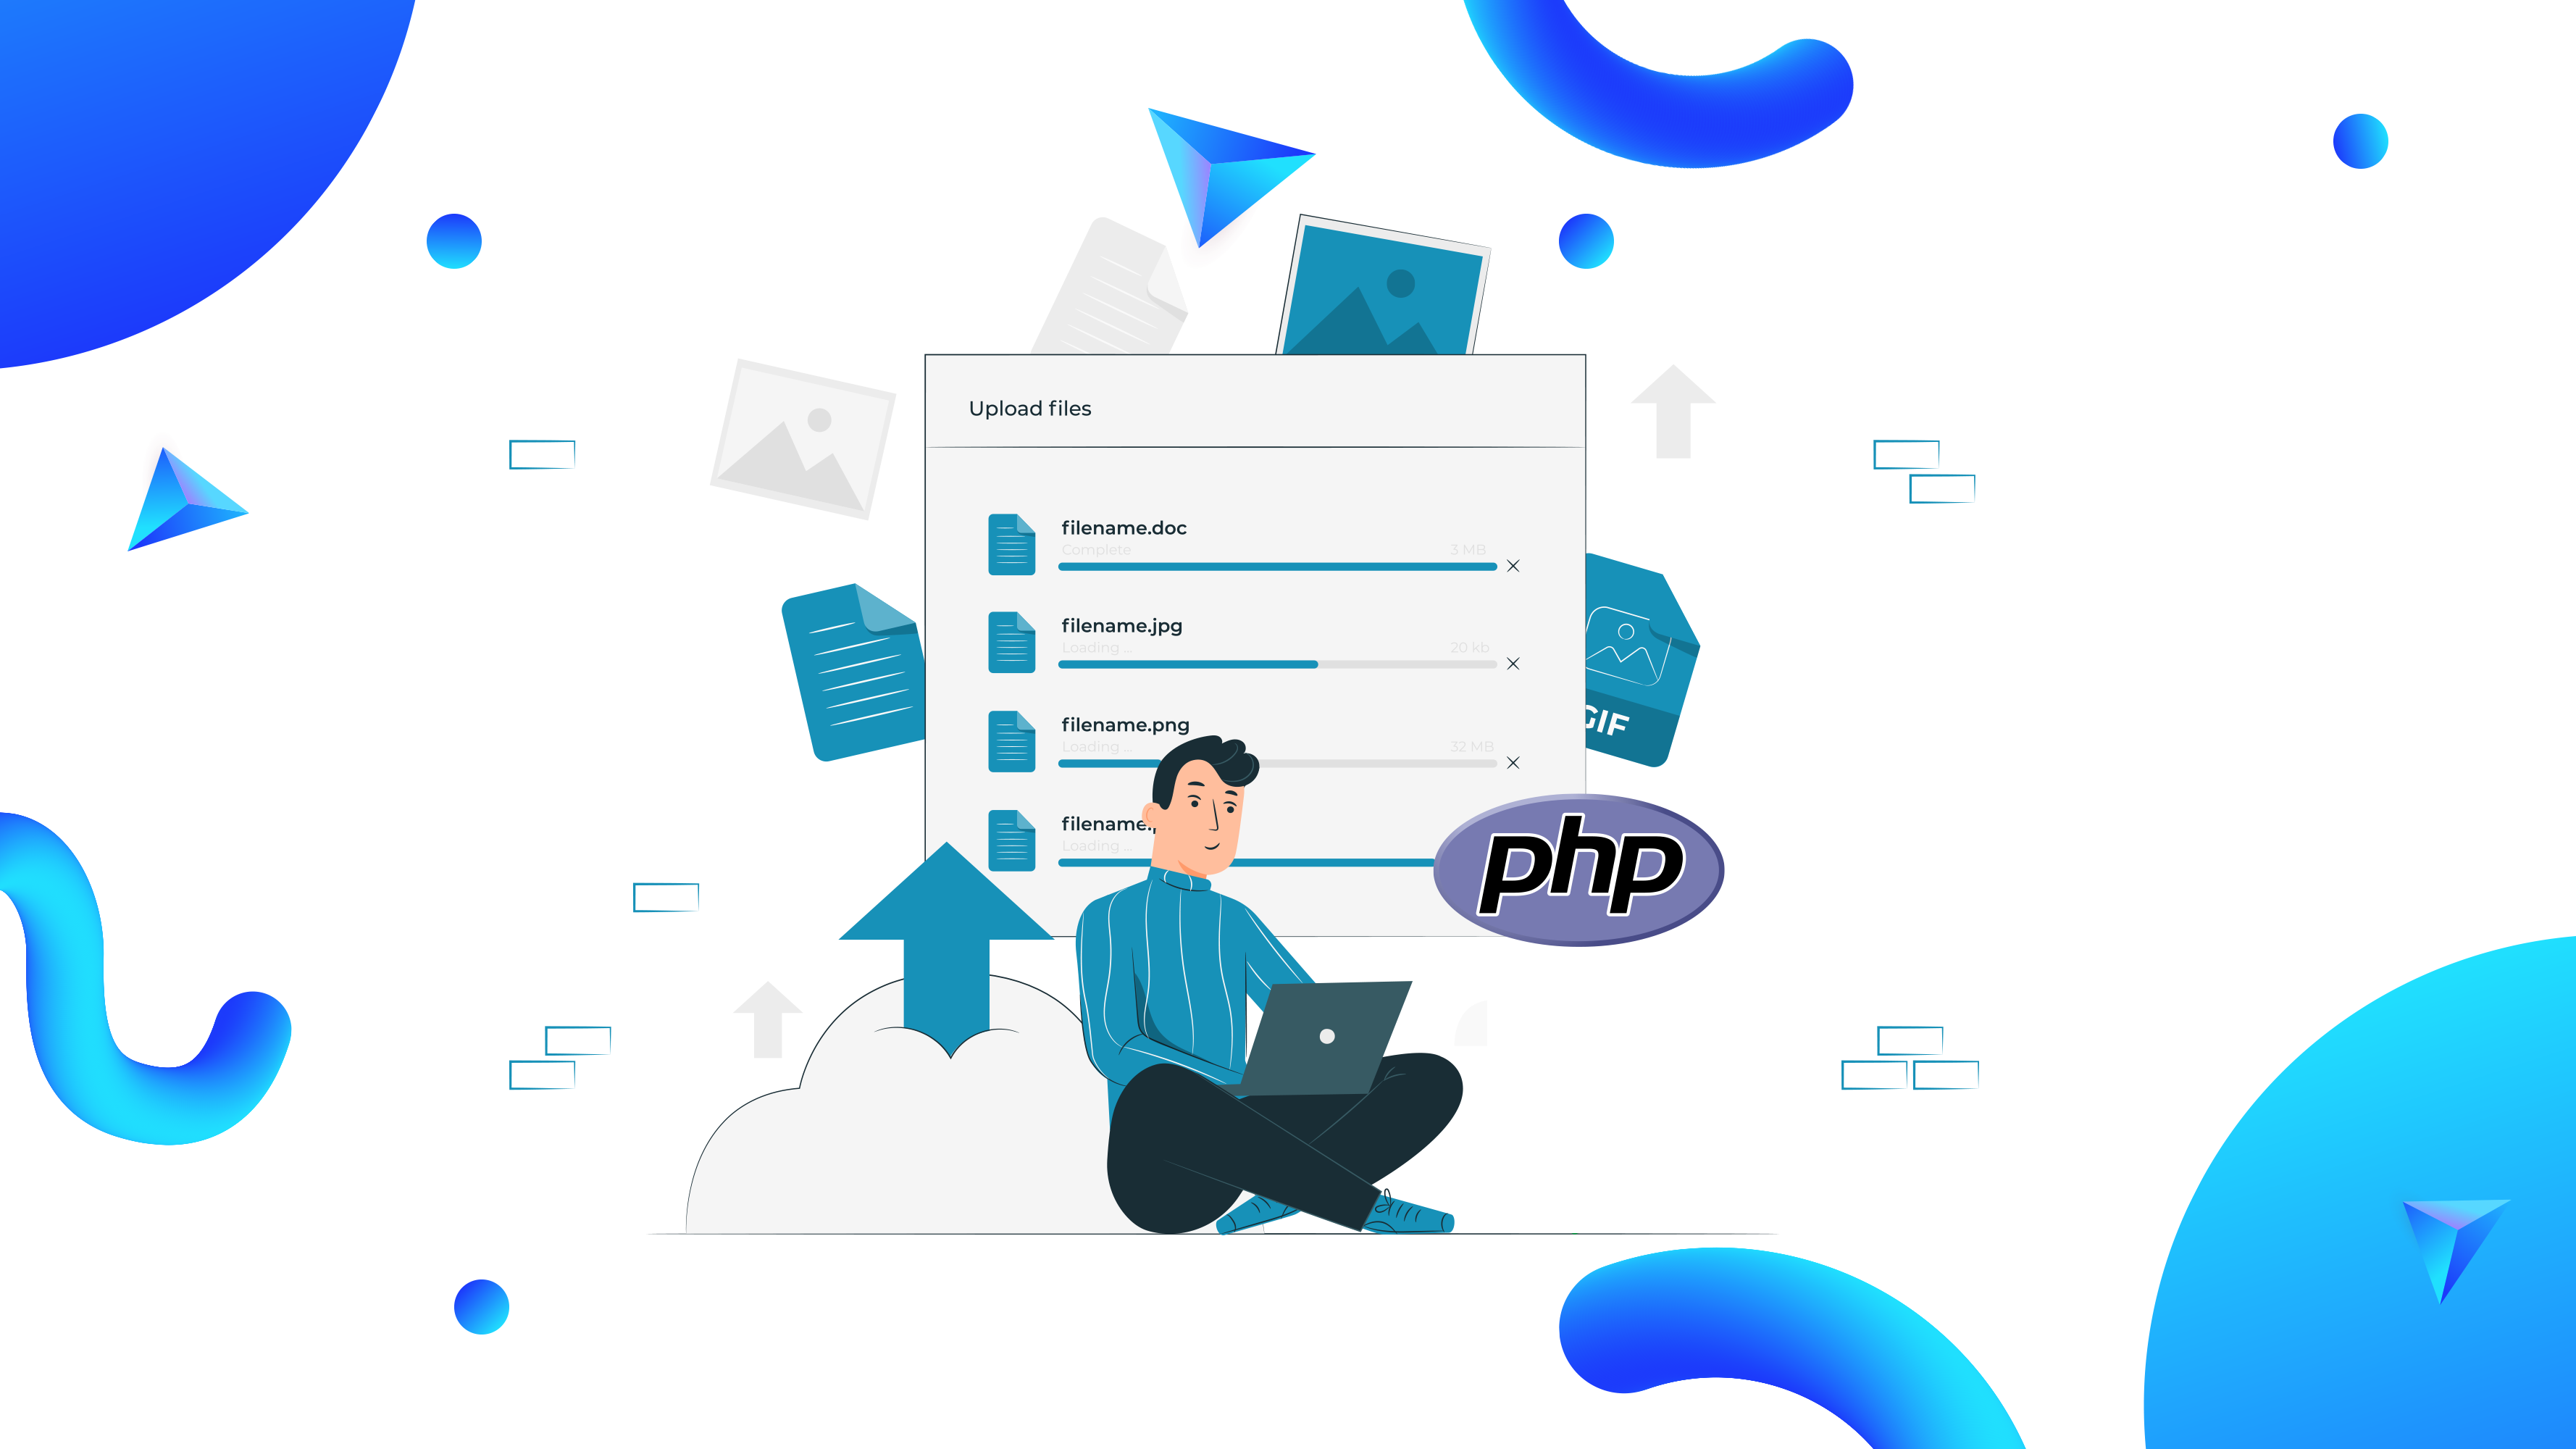 Upload files
filename.doc
Complete 3 MB
filename.jpg
Loading ... 20 kb
filename.png
Loading ... 32 MB
GIF
filename.
Loading ...
php